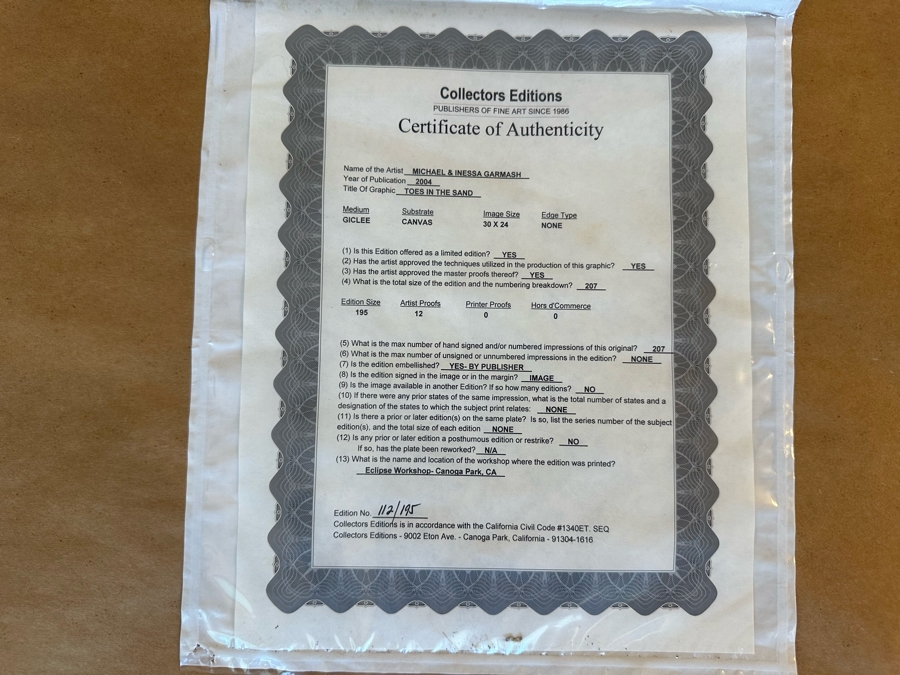 Collectors Editions
PUBLISHERS OF FINE ART SINCE 1986
Certificate of Authenticity
Name of the Artist MICHAEL & INESSA GARMASH
Year of Publication 2004
Title Of Graphic TOES IN THE SAND
Medium Substrate Image Size Edge Type
GICLEE CANVAS 30 X 24 NONE
(1) Is this Edition offered as a limited edition? YES
(2) Has the artist approved the techniques utilized in the production of this graphic? YES
(3) Has the artist approved the master proofs thereof? YES
(4) What is the total size of the edition and the numbering breakdown? 207
Edition Size Artist Proofs Printer Proofs Hors d'Commerce
195 12 0 0
(5) What is the max number of hand signed and/or numbered impressions of this original? 207
(6) What is the max number of unsigned or unnumbered impressions in the edition? NONE
(7) Is the edition embellished? YES- BY PUBLISHER
(8) Is the edition signed in the image or in the margin? IMAGE
(9) Is the image available in another Edition? If so how many editions? NO
(10) If there were any prior states of the same impression, what is the total number of states and a
designation of the states to which the subject print relates: NONE
(11) Is there a prior or later edition(s) on the same plate? Is so, list the series number of the subject
edition(s), and the total size of each edition NONE
(12) Is any prior or later edition a posthumous edition or restrike? NO
If so, has the plate been reworked? N/A
(13) What is the name and location of the workshop where the edition was printed?
Eclipse Workshop- Canoga Park, CA
Edition No. 112/195
Collectors Editions is in accordance with the California Civil Code #1340ET. SEQ
Collectors Editions - 9002 Eton Ave. - Canoga Park, California - 91304-1616